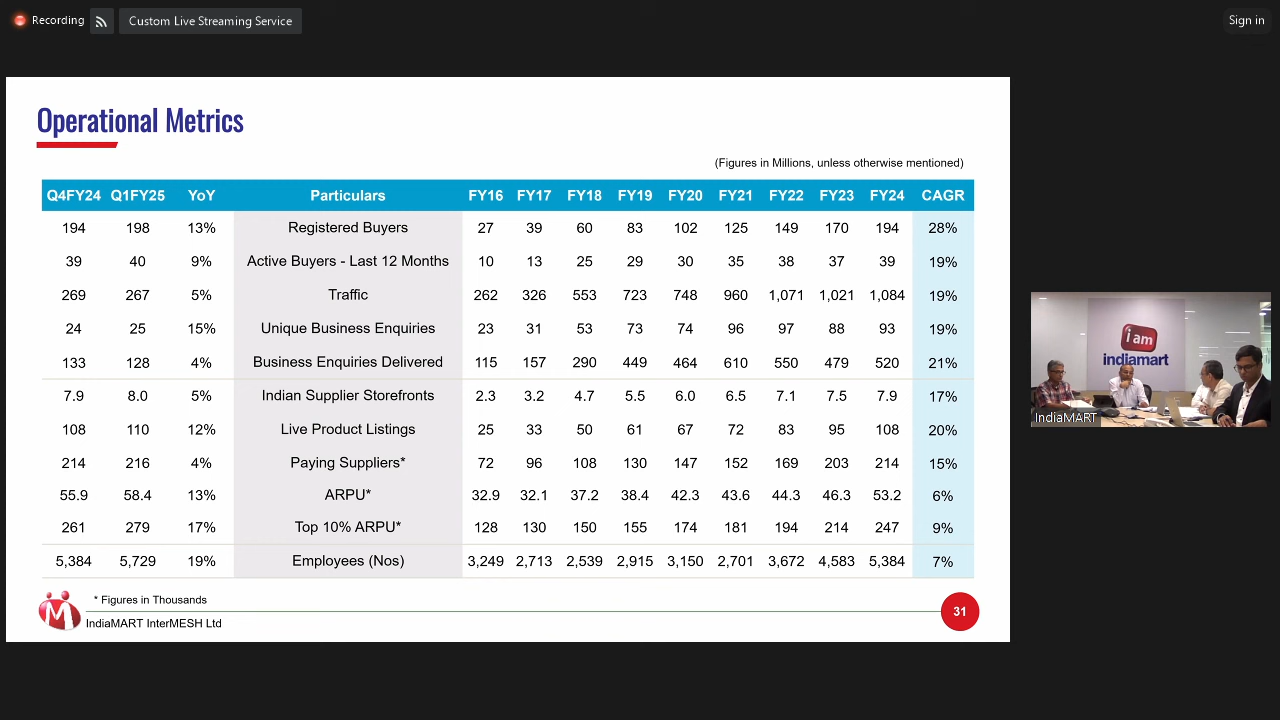 Recording
Custom Live Streaming Service
Sign in
Operational Metrics
(Figures in Millions, unless otherwise mentioned)
Q4FY24 Q1FY25 YoY Particulars FY16 FY17 FY18 FY19 FY20 FY21 FY22 FY23 FY24 CAGR
194 198 13% Registered Buyers 27 39 60 83 102 125 149 170 194 28%
39 40 9% Active Buyers - Last 12 Months 10 13 25 29 30 35 38 37 39 19%
269 267 5% Traffic 262 326 553 723 748 960 1,071 1,021 1,084 19%
24 25 15% Unique Business Enquiries 23 31 53 73 74 96 97 88 93 19%
133 128 4% Business Enquiries Delivered 115 157 290 449 464 610 550 479 520 21%
7.9 8.0 5% Indian Supplier Storefronts 2.3 3.2 4.7 5.5 6.0 6.5 7.1 7.5 7.9 17%
108 110 12% Live Product Listings 25 33 50 61 67 72 83 95 108 20%
214 216 4% Paying Suppliers* 72 96 108 130 147 152 169 203 214 15%
55.9 58.4 13% ARPU* 32.9 32.1 37.2 38.4 42.3 43.6 44.3 46.3 53.2 6%
261 279 17% Top 10% ARPU* 128 130 150 155 174 181 194 214 247 9%
5,384 5,729 19% Employees (Nos) 3,249 2,713 2,539 2,915 3,150 2,701 3,672 4,583 5,384 7%
* Figures in Thousands
IndiaMART InterMESH Ltd
31
i am
indiamart
IndiaMART